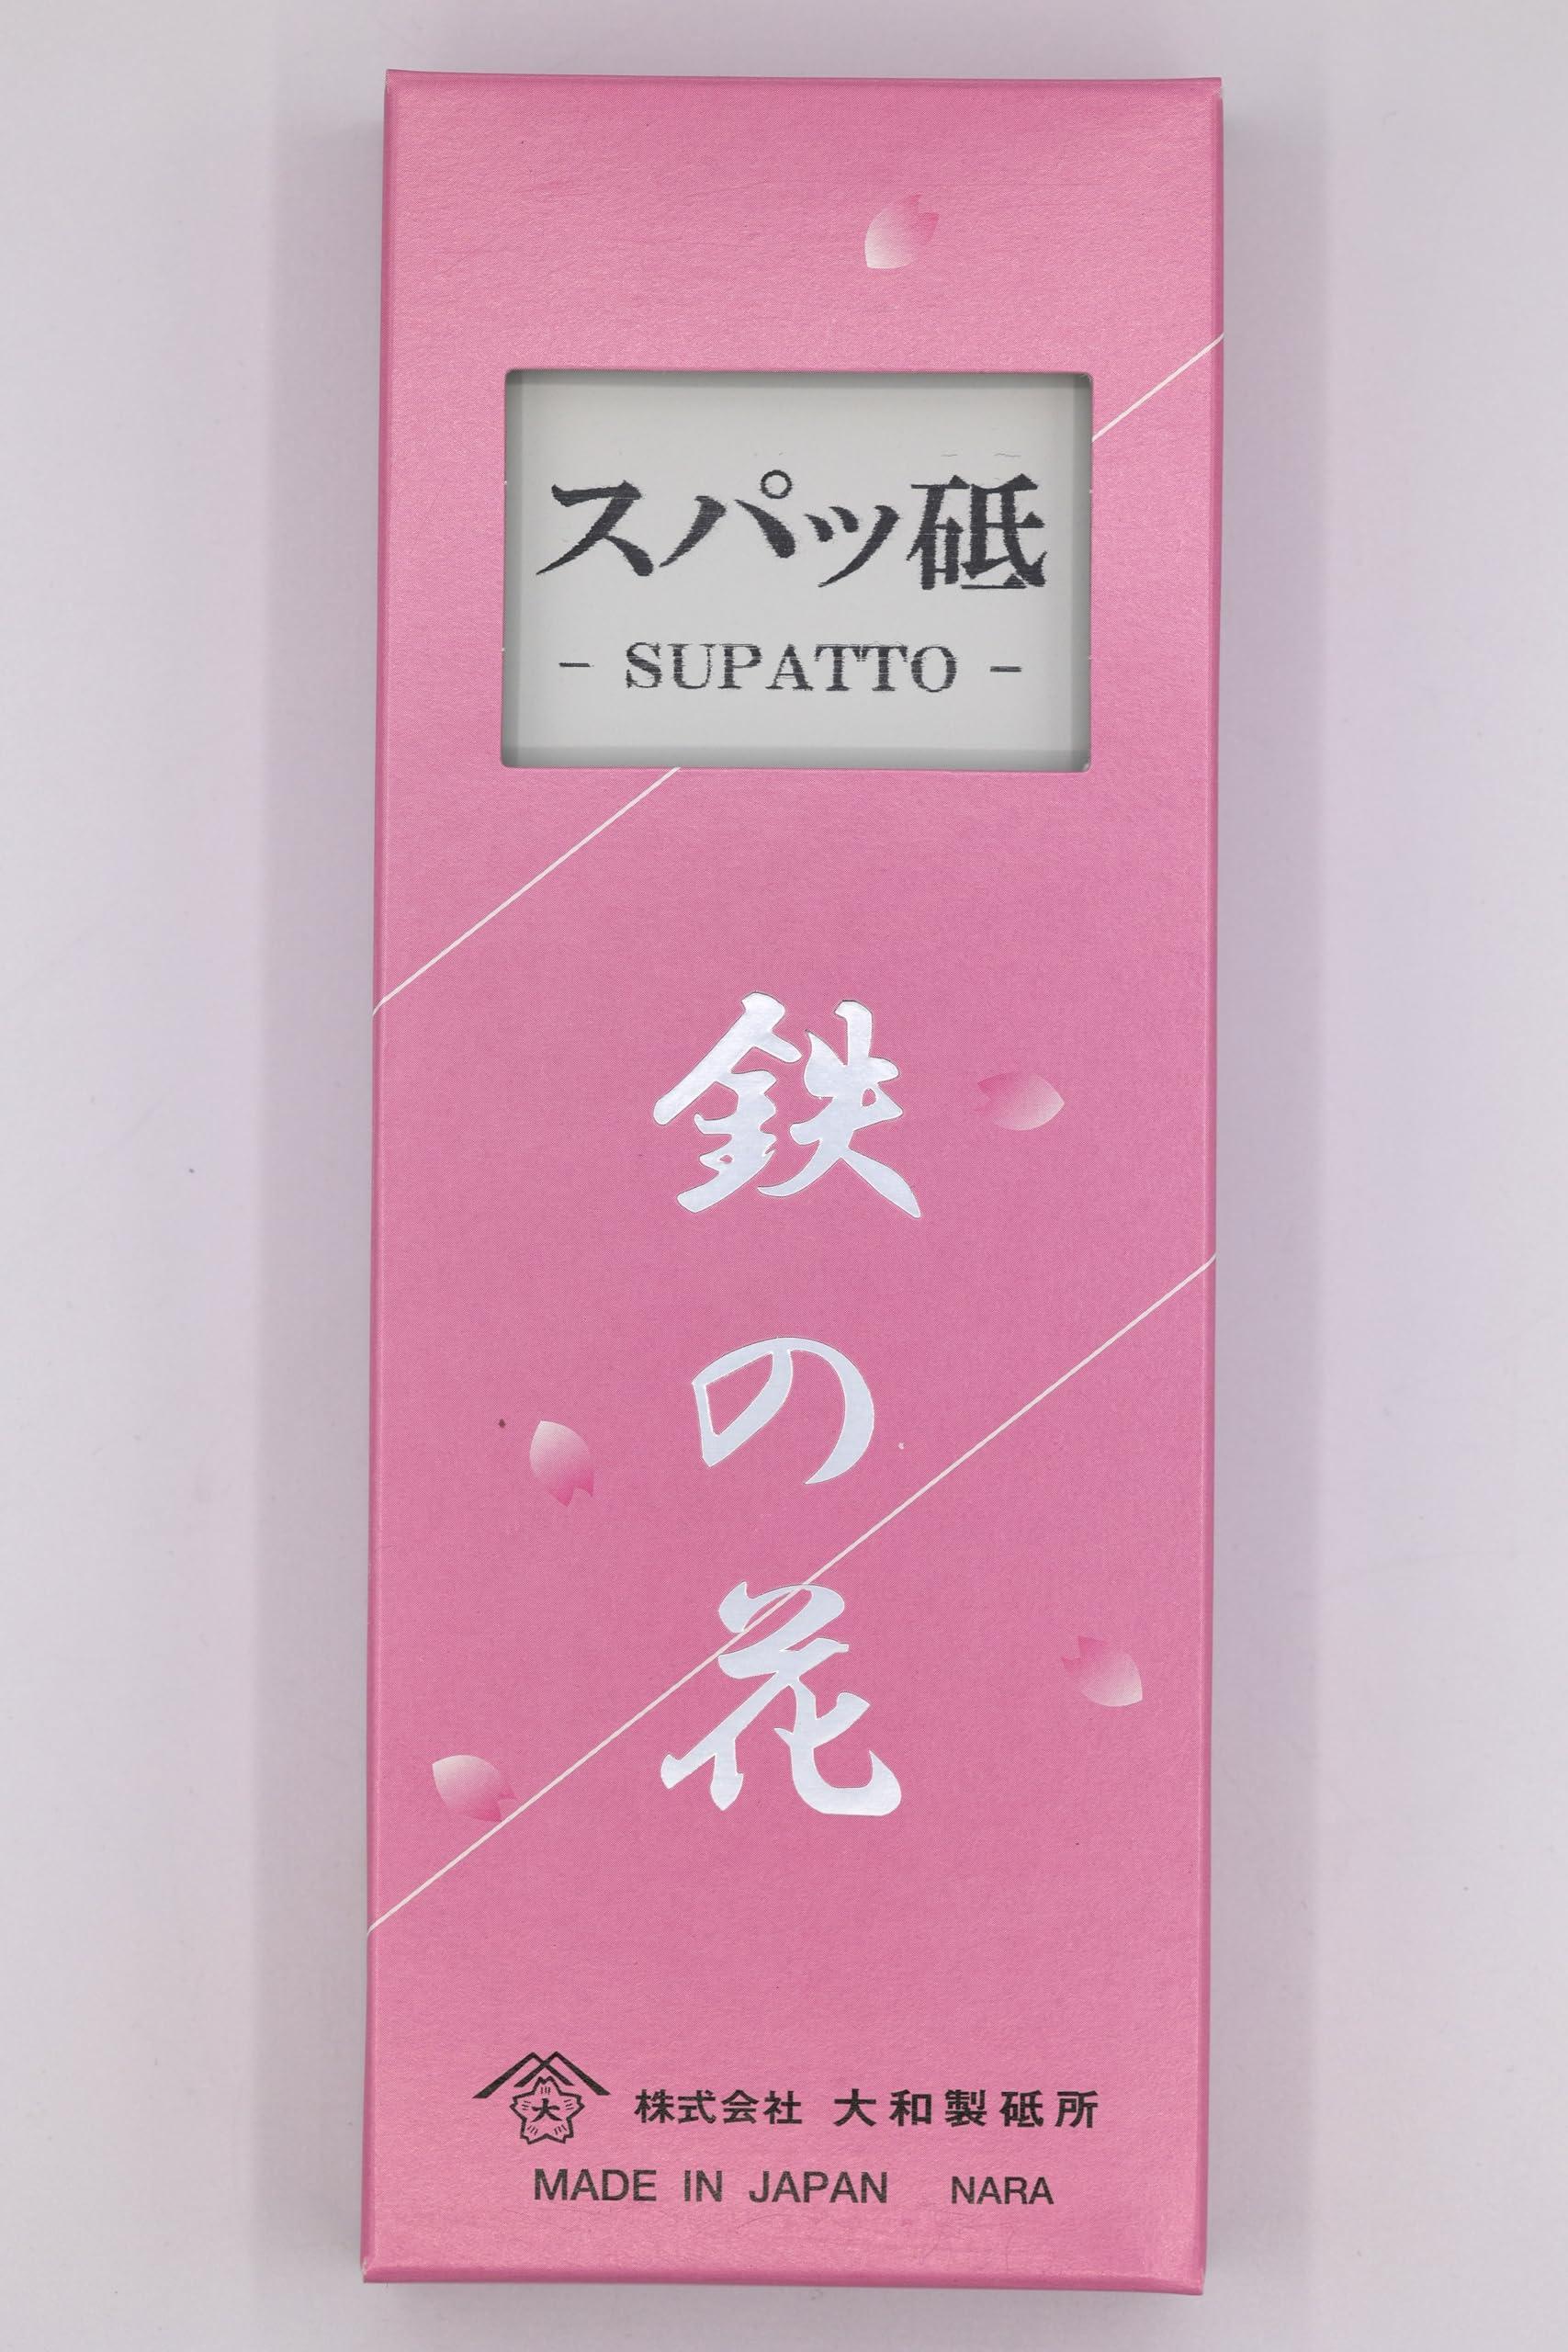 スパッ砥
- SUPATTO -
鉄の花
大
株式会社 大和製砥所
MADE IN JAPAN NARA